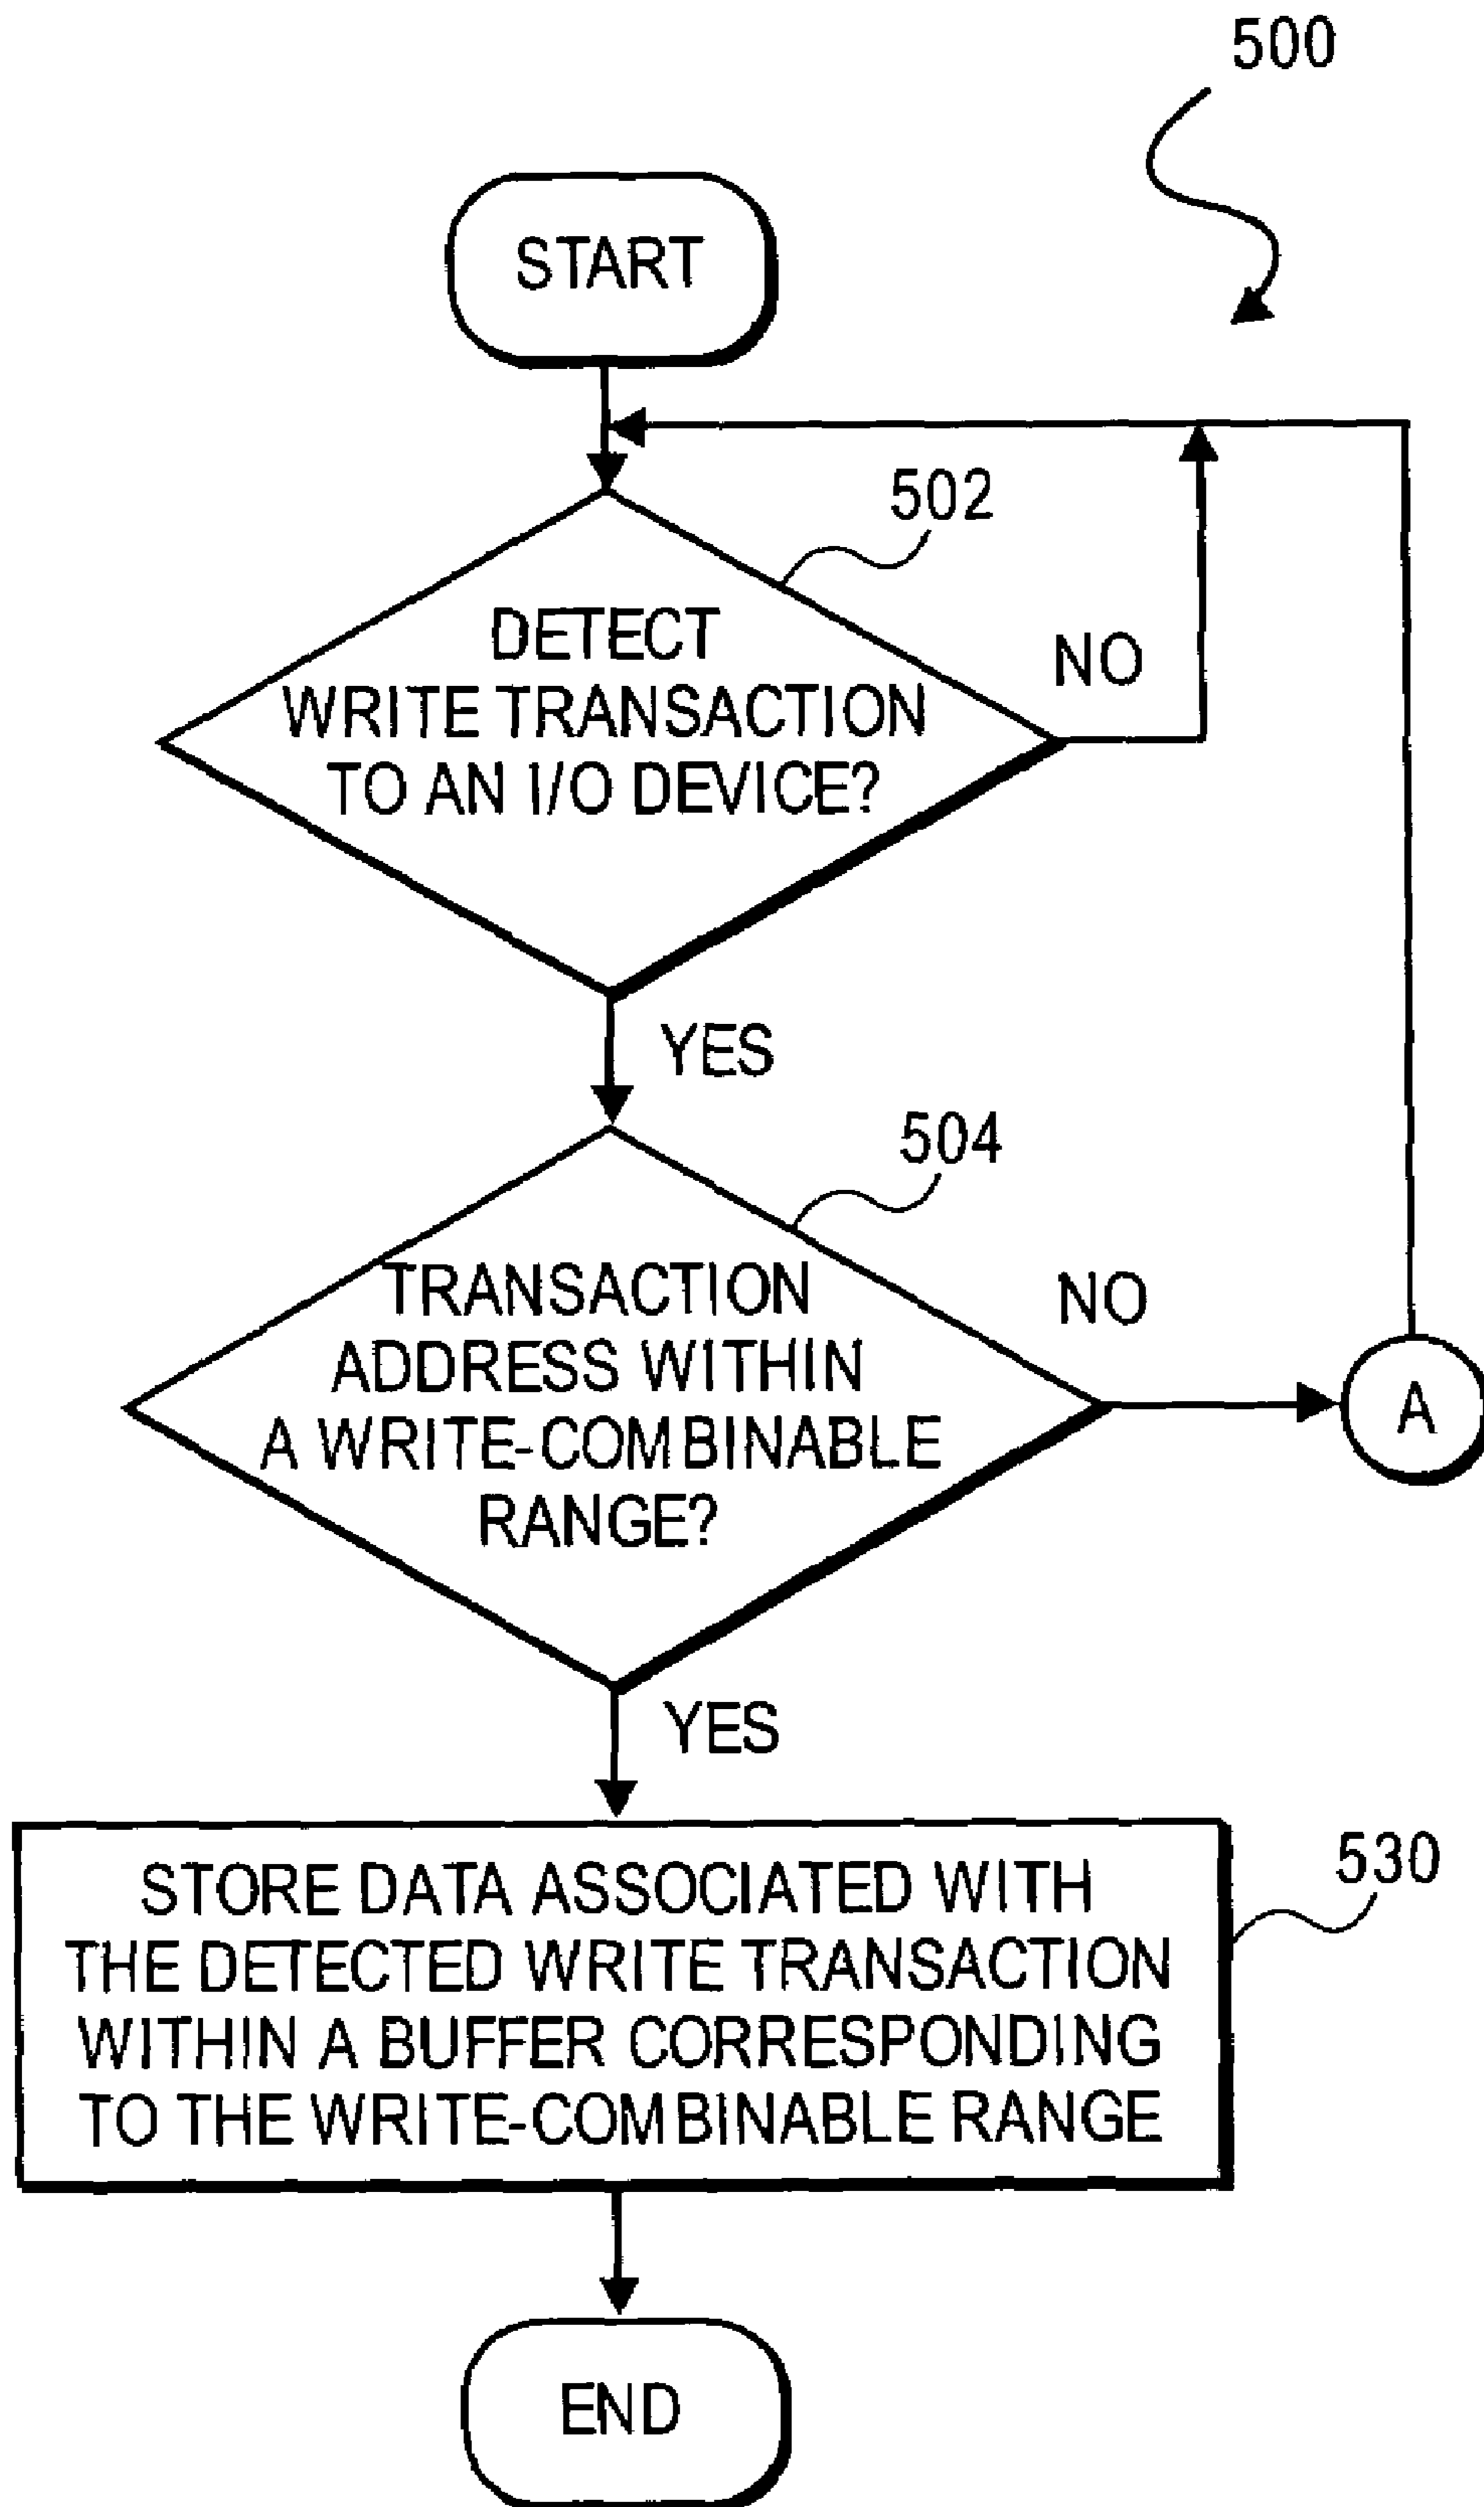 500
START
502
DETECT
WRITE TRANSACTION
TO AN I/O DEVICE?
NO
YES
504
TRANSACTION
ADDRESS WITHIN
A WRITE-COMBINABLE
RANGE?
NO
A
YES
530
STORE DATA ASSOCIATED WITH
THE DETECTED WRITE TRANSACTION
WITHIN A BUFFER CORRESPONDING
TO THE WRITE-COMBINABLE RANGE
END